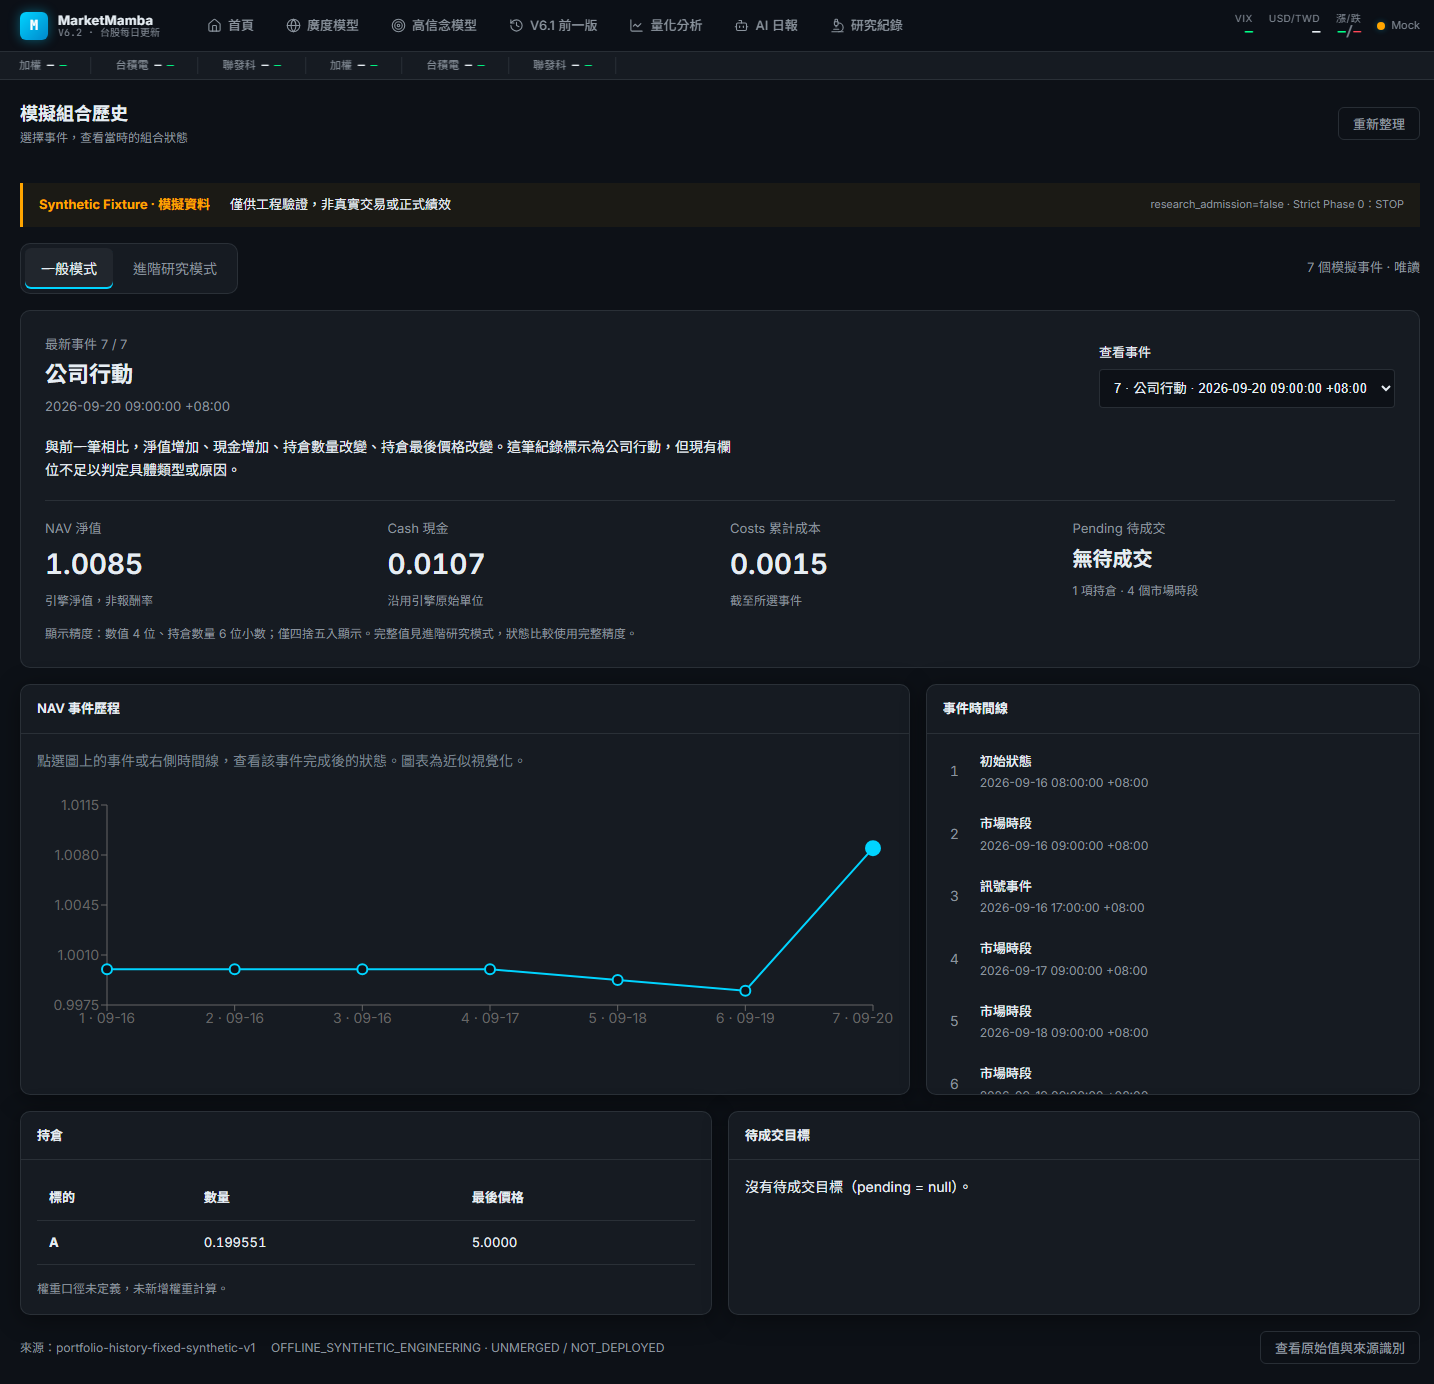 M MarketMamba
V6.2 · 台股每日更新
首頁 廣度模型 高信念模型 V6.1 前一版 量化分析 AI 日報 研究紀錄
VIX USD/TWD 漲/跌
— — —/— Mock
加權 — — 台積電 — — 聯發科 — — 加權 — — 台積電 — — 聯發科 — —
模擬組合歷史
選擇事件，查看當時的組合狀態
重新整理
Synthetic Fixture · 模擬資料 僅供工程驗證，非真實交易或正式績效 research_admission=false · Strict Phase 0：STOP
一般模式 進階研究模式 7 個模擬事件 · 唯讀
最新事件 7 / 7
公司行動
2026-09-20 09:00:00 +08:00
查看事件
7 · 公司行動 · 2026-09-20 09:00:00 +08:00
與前一筆相比，淨值增加、現金增加、持倉數量改變、持倉最後價格改變。這筆紀錄標示為公司行動，但現有欄
位不足以判定具體類型或原因。
NAV 淨值 Cash 現金 Costs 累計成本 Pending 待成交
1.0085 0.0107 0.0015 無待成交
引擎淨值，非報酬率 沿用引擎原始單位 截至所選事件 1 項持倉 · 4 個市場時段
顯示精度：數值 4 位、持倉數量 6 位小數；僅四捨五入顯示。完整值見進階研究模式，狀態比較使用完整精度。
NAV 事件歷程
點選圖上的事件或右側時間線，查看該事件完成後的狀態。圖表為近似視覺化。
1.0115
1.0080
1.0045
1.0010
0.9975
1 · 09-16 2 · 09-16 3 · 09-16 4 · 09-17 5 · 09-18 6 · 09-19 7 · 09-20
事件時間線
1 初始狀態
2026-09-16 08:00:00 +08:00
2 市場時段
2026-09-16 09:00:00 +08:00
3 訊號事件
2026-09-16 17:00:00 +08:00
4 市場時段
2026-09-17 09:00:00 +08:00
5 市場時段
2026-09-18 09:00:00 +08:00
6 市場時段
持倉
標的 數量 最後價格
A 0.199551 5.0000
權重口徑未定義，未新增權重計算。
待成交目標
沒有待成交目標（pending = null）。
來源：portfolio-history-fixed-synthetic-v1 OFFLINE_SYNTHETIC_ENGINEERING · UNMERGED / NOT_DEPLOYED
查看原始值與來源識別